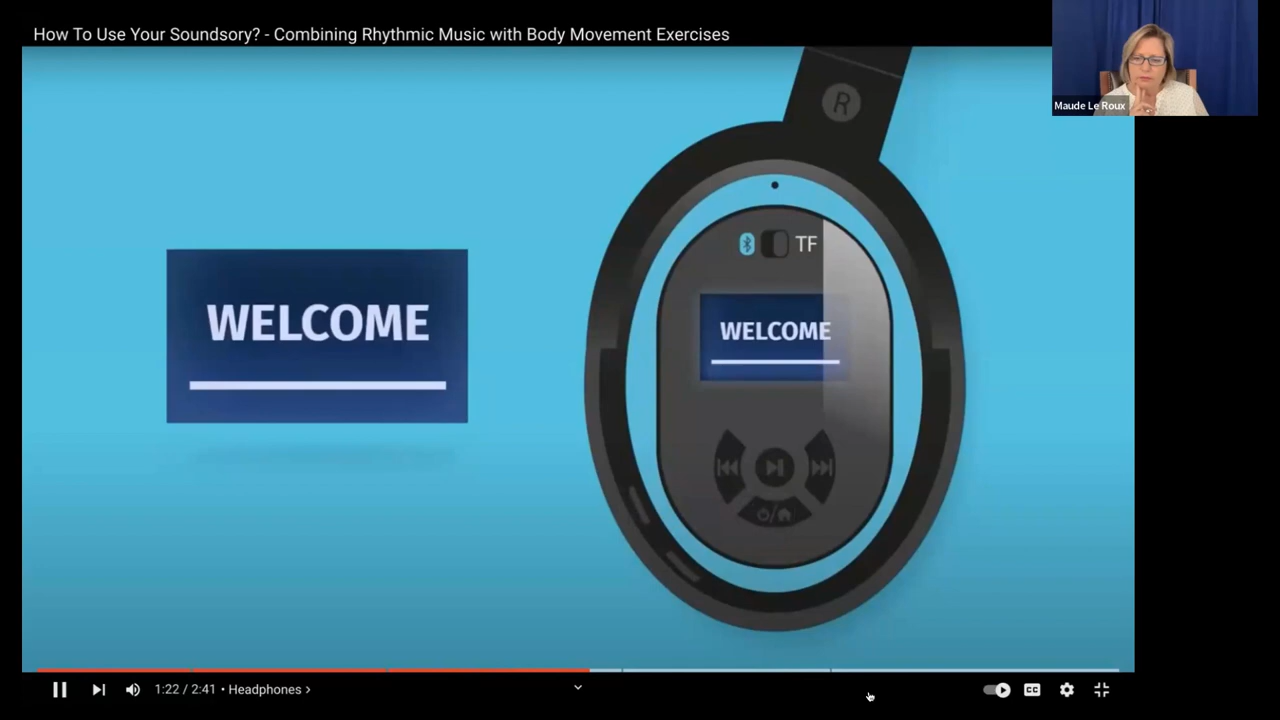 How To Use Your Soundsory? - Combining Rhythmic Music with Body Movement Exercises
Maude Le Roux
R
TF
WELCOME
WELCOME
1:22 / 2:41 • Headphones ›
CC